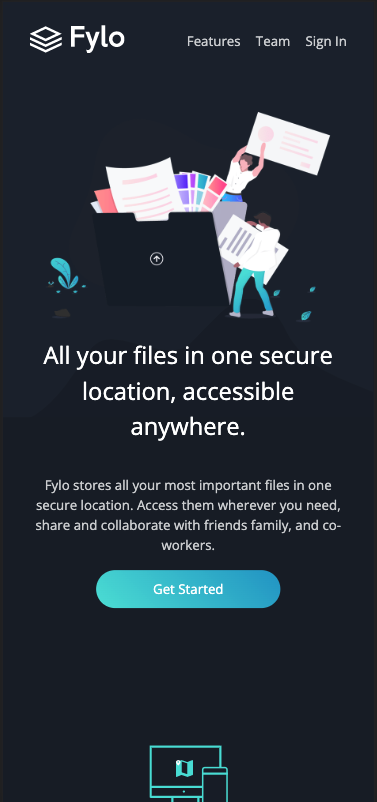 Fylo
Features Team Sign In
All your files in one secure
location, accessible
anywhere.
Fylo stores all your most important files in one
secure location. Access them wherever you need,
share and collaborate with friends family, and co-
workers.
Get Started